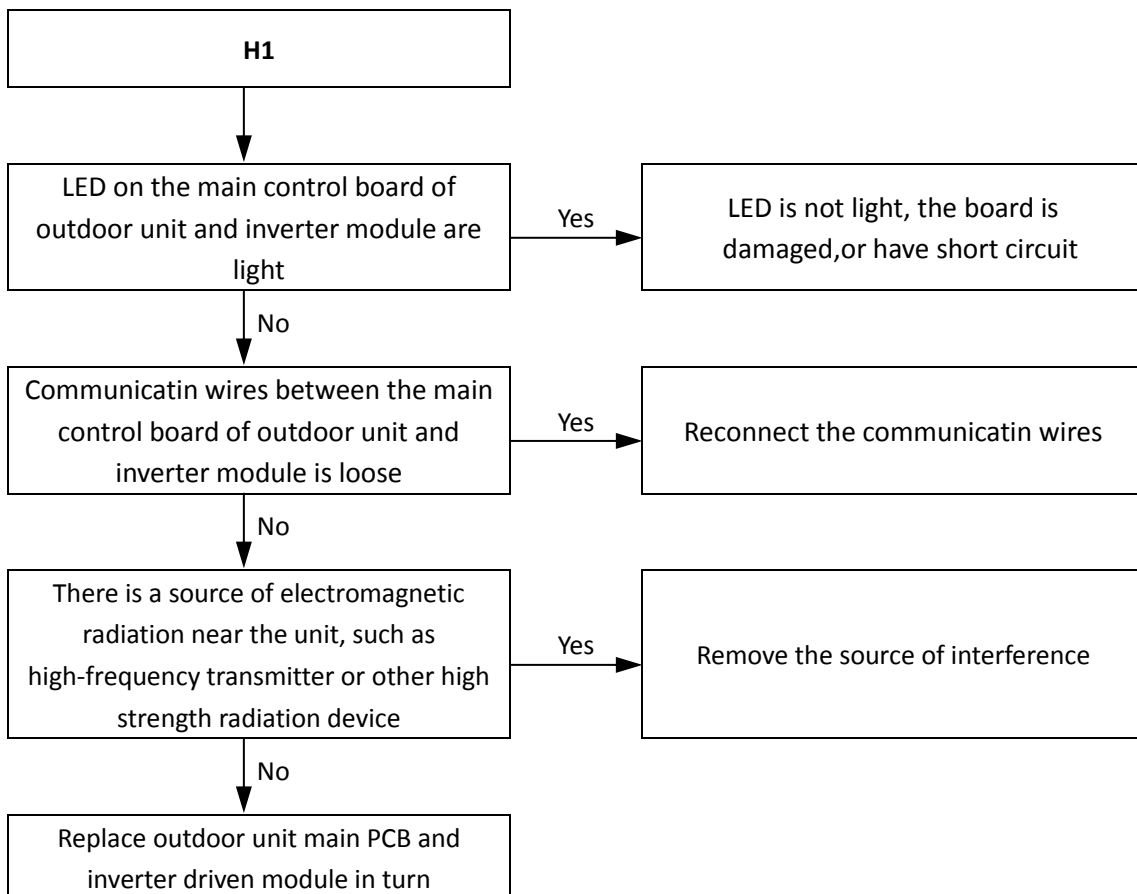 H1
LED on the main control board of
outdoor unit and inverter module are
light
Yes
LED is not light, the board is
damaged,or have short circuit
No
Communicatin wires between the main
control board of outdoor unit and
inverter module is loose
Yes
Reconnect the communicatin wires
No
There is a source of electromagnetic
radiation near the unit, such as
high-frequency transmitter or other high
strength radiation device
Yes
Remove the source of interference
No
Replace outdoor unit main PCB and
inverter driven module in turn